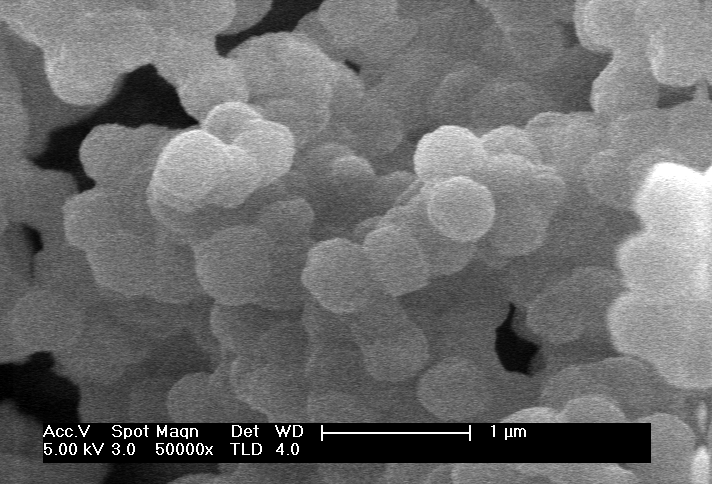 Acc.V Spot Magn Det WD 1 µm
5.00 kV 3.0 50000x TLD 4.0